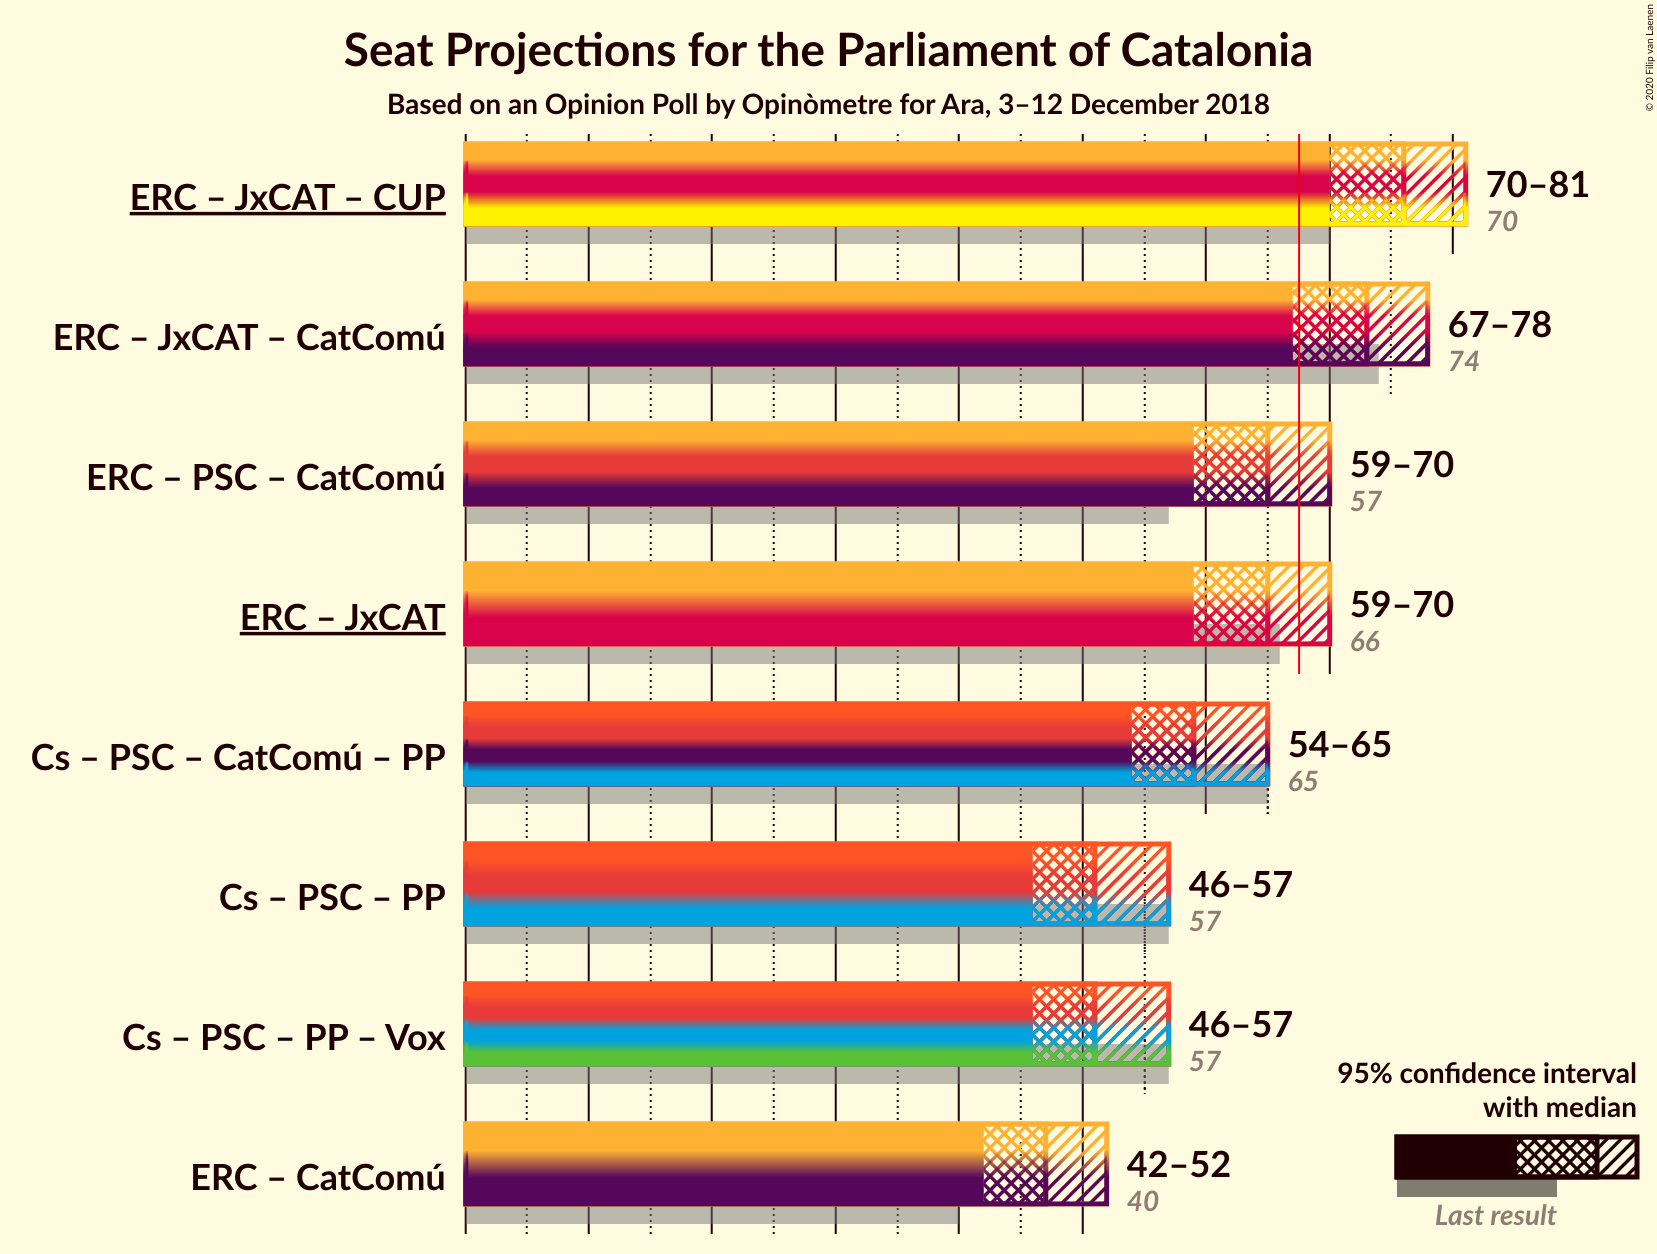 Seat Projections for the Parliament of Catalonia
Based on an Opinion Poll by Opinòmetre for Ara, 3–12 December 2018
© 2020 Filip van Laenen
ERC – JxCAT – CUP
70–81
70
ERC – JxCAT – CatComú
67–78
74
ERC – PSC – CatComú
59–70
57
ERC – JxCAT
59–70
66
Cs – PSC – CatComú – PP
54–65
65
Cs – PSC – PP
46–57
57
Cs – PSC – PP – Vox
46–57
57
ERC – CatComú
42–52
40
95% confidence interval
with median
Last result